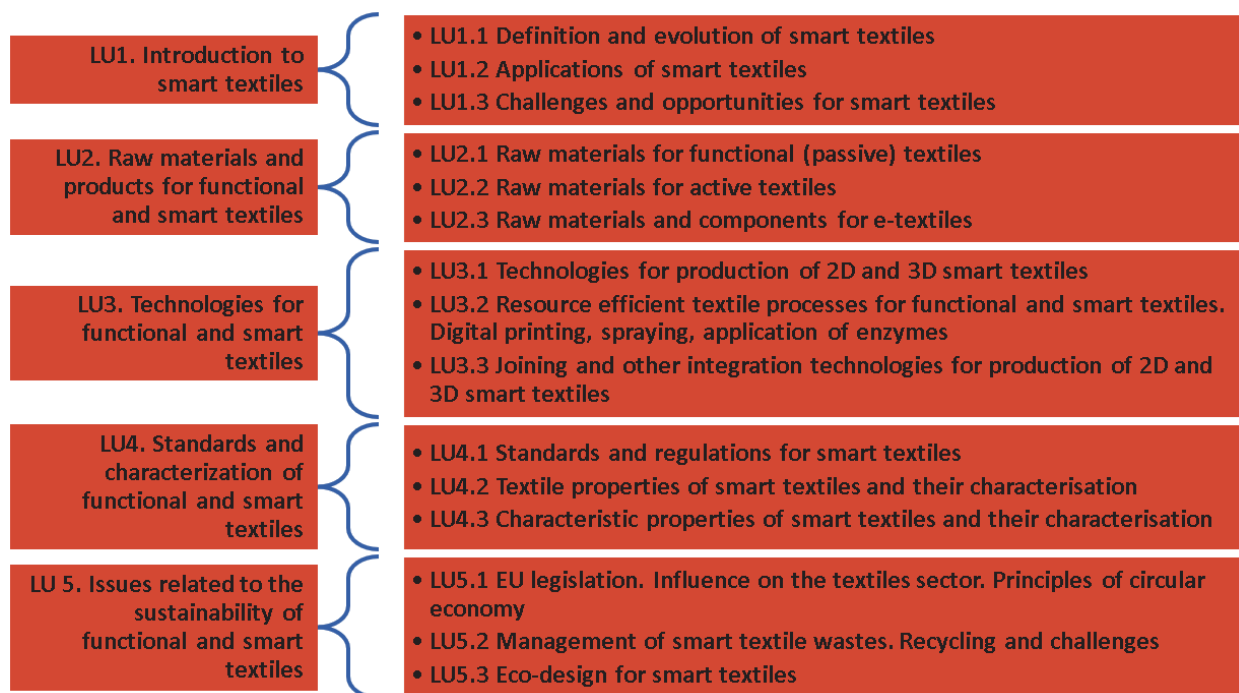 LU1. Introduction to
smart textiles
• LU1.1 Definition and evolution of smart textiles
• LU1.2 Applications of smart textiles
• LU1.3 Challenges and opportunities for smart textiles
LU2. Raw materials and
products for functional
and smart textiles
• LU2.1 Raw materials for functional (passive) textiles
• LU2.2 Raw materials for active textiles
• LU2.3 Raw materials and components for e-textiles
LU3. Technologies for
functional and smart
textiles
• LU3.1 Technologies for production of 2D and 3D smart textiles
• LU3.2 Resource efficient textile processes for functional and smart textiles.
Digital printing, spraying, application of enzymes
• LU3.3 Joining and other integration technologies for production of 2D and
3D smart textiles
LU4. Standards and
characterization of
functional and smart
textiles
• LU4.1 Standards and regulations for smart textiles
• LU4.2 Textile properties of smart textiles and their characterisation
• LU4.3 Characteristic properties of smart textiles and their characterisation
LU 5. Issues related to the
sustainability of
functional and smart
textiles
• LU5.1 EU legislation. Influence on the textiles sector. Principles of circular
economy
• LU5.2 Management of smart textile wastes. Recycling and challenges
• LU5.3 Eco-design for smart textiles